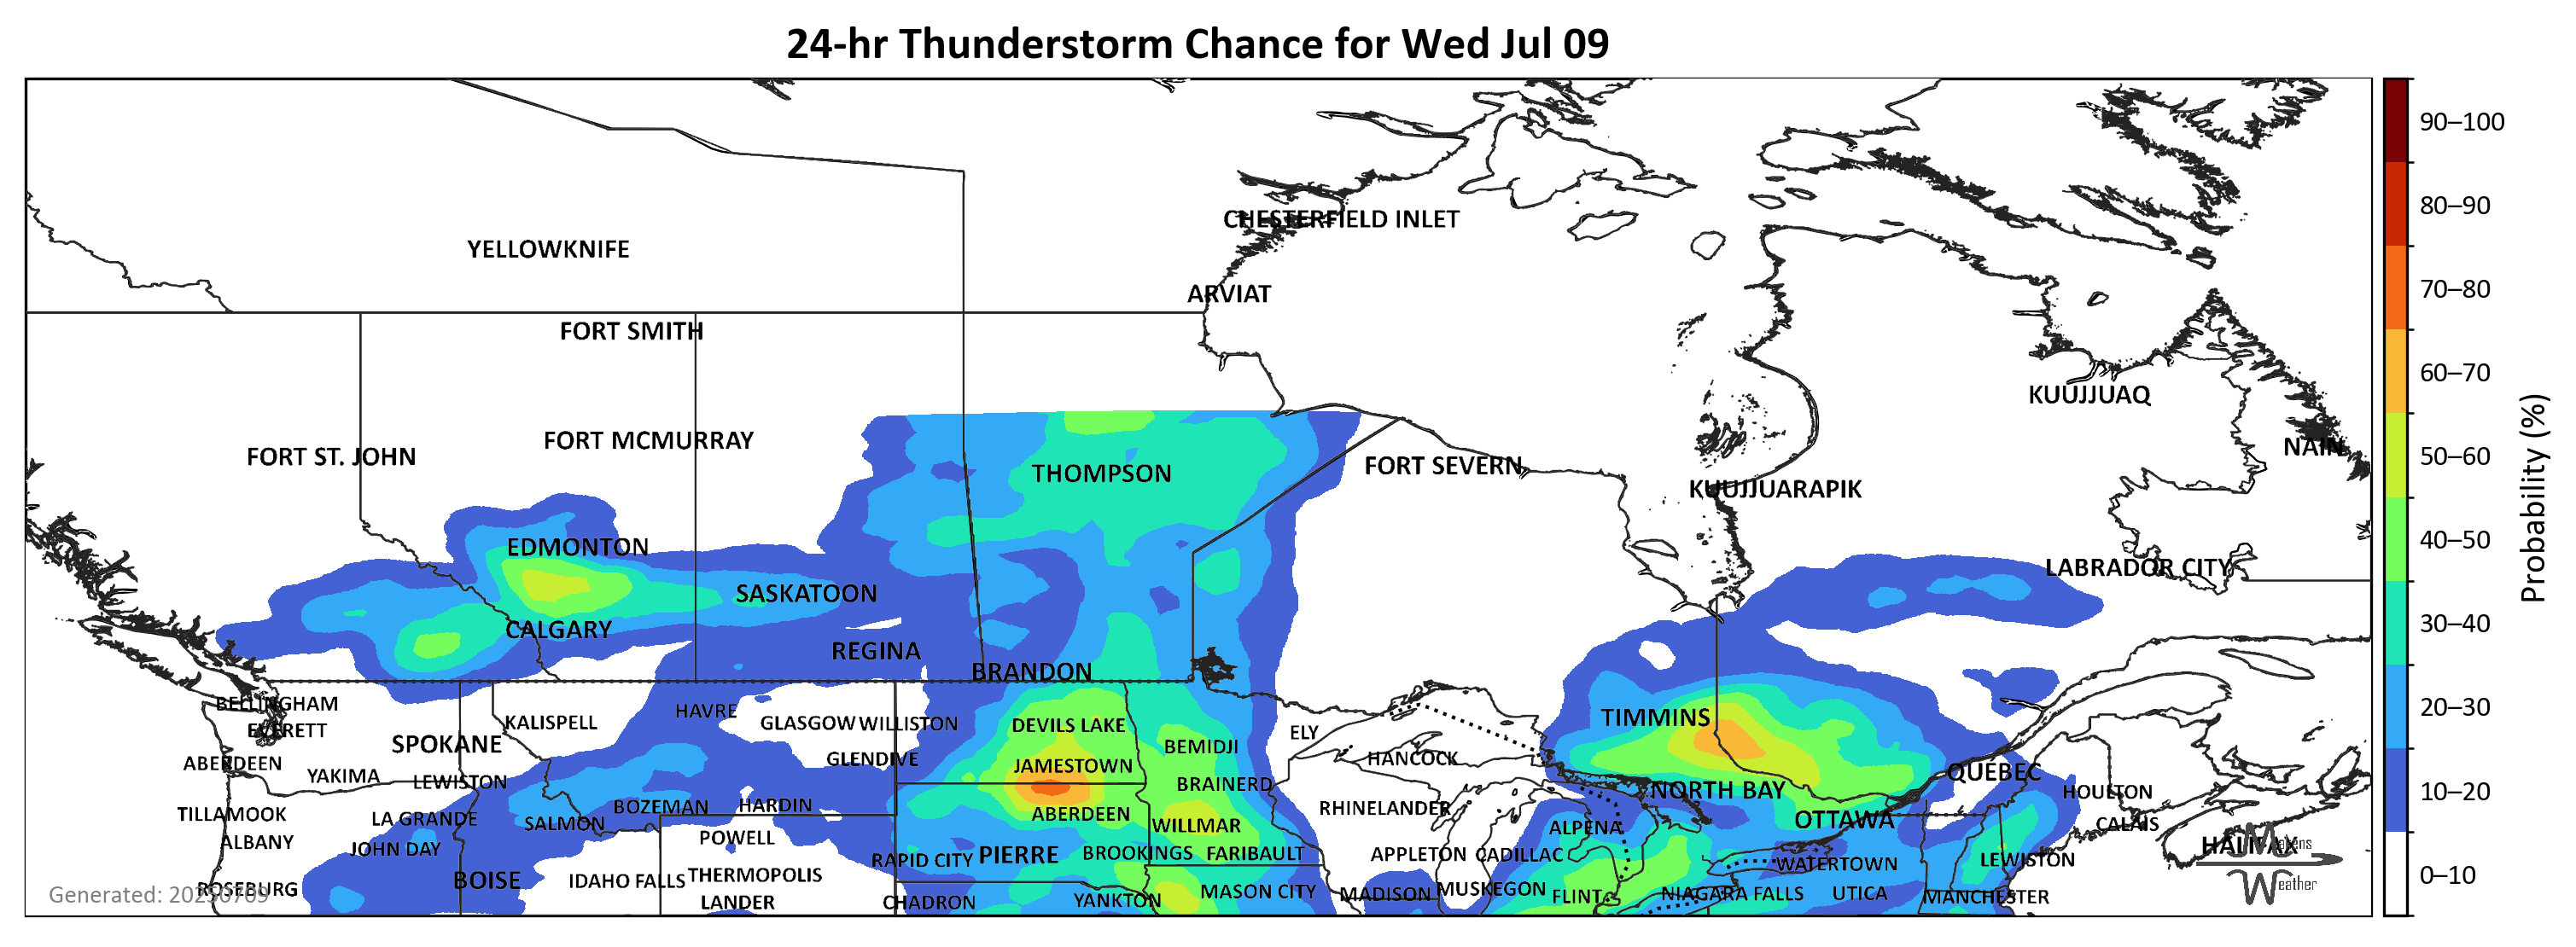 24-hr Thunderstorm Chance for Wed Jul 09
90–100
80–90
70–80
60–70
50–60
40–50
30–40
20–30
10–20
0–10
Probability (%)
CHESTERFIELD INLET
YELLOWKNIFE
ARVIAT
FORT SMITH
KUUJJUAQ
FORT MCMURRAY
NAIN
FORT ST. JOHN
FORT SEVERN
THOMPSON
KUUJJUARAPIK
EDMONTON
LABRADOR CITY
SASKATOON
CALGARY
REGINA
BRANDON
BELLINGHAM
HAVRE
TIMMINS
KALISPELL
GLASGOW
WILLISTON
DEVILS LAKE
EVERETT
ELY
SPOKANE
BEMIDJI
GLENDIVE
HANCOCK
ABERDEEN
JAMESTOWN
QUÉBEC
YAKIMA
LEWISTON
BRAINERD
NORTH BAY
HOULTON
BOZEMAN
HARDIN
RHINELANDER
TILLAMOOK
ABERDEEN
LA GRANDE
OTTAWA
SALMON
WILLMAR
CALAIS
ALPENA
POWELL
ALBANY
HALIFAX
Makens
Weather
JOHN DAY
BROOKINGS
FARIBAULT
PIERRE
APPLETON
CADILLAC
RAPID CITY
LEWISTON
WATERTOWN
THERMOPOLIS
BOISE
IDAHO FALLS
ROSEBURG
MUSKEGON
MASON CITY
MADISON
NIAGARA FALLS
UTICA
FLINT
MANCHESTER
YANKTON
LANDER
CHADRON
Generated: 20250709